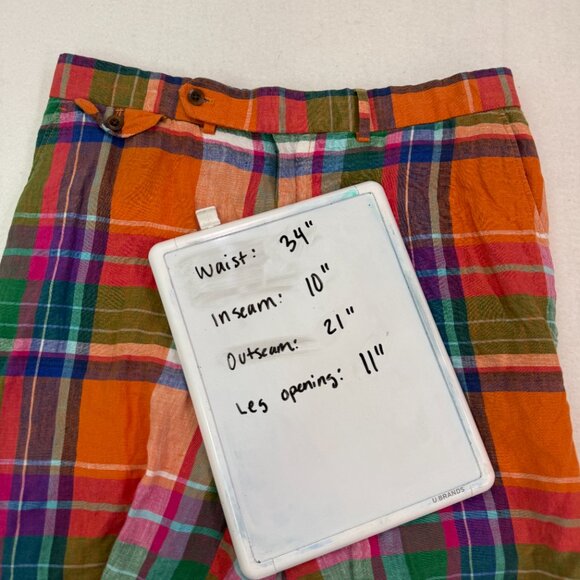 Waist: 34"
Inseam: 10"
Outseam: 21"
Leg opening: 11"
U BRANDS